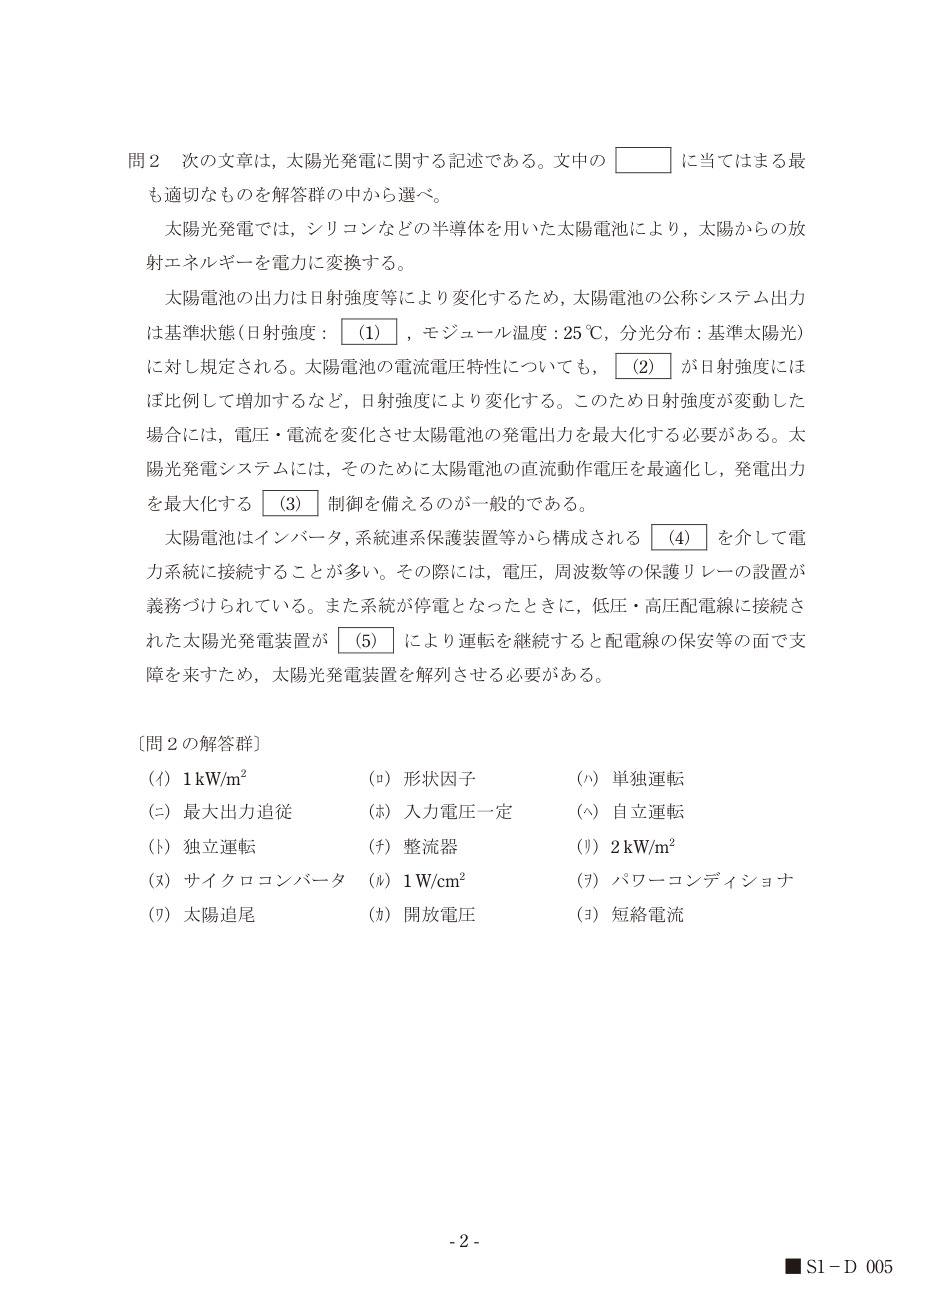 問２　次の文章は，太陽光発電に関する記述である。文中の　　　に当てはまる最
も適切なものを解答群の中から選べ。
太陽光発電では，シリコンなどの半導体を用いた太陽電池により，太陽からの放
射エネルギーを電力に変換する。
太陽電池の出力は日射強度等により変化するため，太陽電池の公称システム出力
は基準状態（日射強度：（1），モジュール温度：25 ℃，分光分布：基準太陽光）
に対し規定される。太陽電池の電流電圧特性についても，（2）が日射強度にほ
ぼ比例して増加するなど，日射強度により変化する。このため日射強度が変動した
場合には，電圧・電流を変化させ太陽電池の発電出力を最大化する必要がある。太
陽光発電システムには，そのために太陽電池の直流動作電圧を最適化し，発電出力
を最大化する（3）制御を備えるのが一般的である。
太陽電池はインバータ，系統連系保護装置等から構成される（4）を介して電
力系統に接続することが多い。その際には，電圧，周波数等の保護リレーの設置が
義務づけられている。また系統が停電となったときに，低圧・高圧配電線に接続さ
れた太陽光発電装置が（5）により運転を継続すると配電線の保安等の面で支
障を来すため，太陽光発電装置を解列させる必要がある。
〔問２の解答群〕
（イ）1 kW/m²　（ロ）形状因子　（ハ）単独運転
（ニ）最大出力追従　（ホ）入力電圧一定　（ヘ）自立運転
（ト）独立運転　（チ）整流器　（リ）2 kW/m²
（ヌ）サイクロコンバータ　（ル）1 W/cm²　（ヲ）パワーコンディショナ
（ワ）太陽追尾　（カ）開放電圧　（ヨ）短絡電流
- 2 -
■ S1－D 005